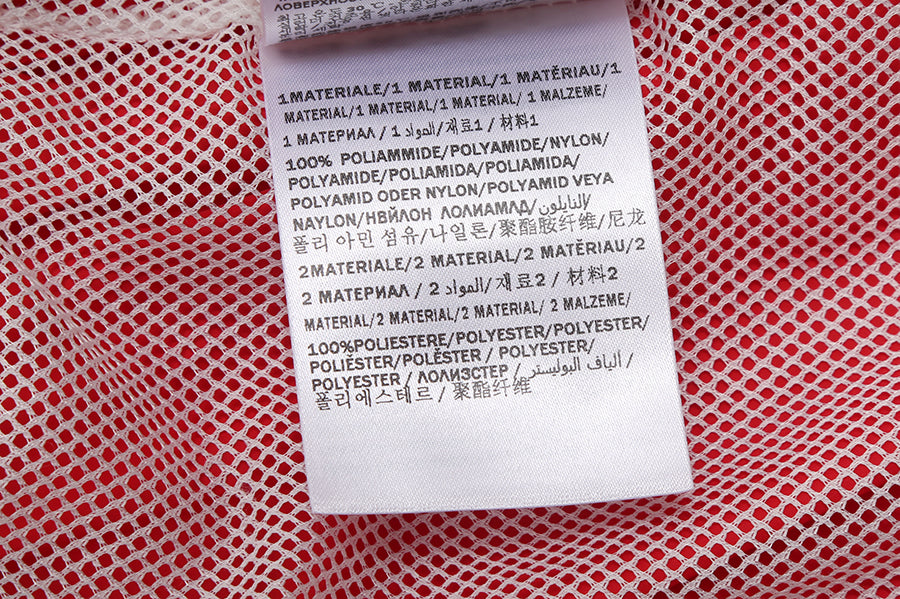 ПОВЕРХНОС
1MATERIALE/1 MATERIAL/1 MATÉRIAU/1
MATERIAL/1 MATERIAL/1 MATERIAL/ 1 MALZEME/
1 МАТЕРИАЛ / 1 المواد/재료1 / 材料1
100% POLIAMMIDE/POLYAMIDE/NYLON/
POLYAMIDE/POLIAMIDA/POLIAMIDA/
POLYAMID ODER NYLON/POLYAMID VEYA
NAYLON/НВЙЛОН ЛОЛИАМЛД/النايلون/
폴리 아민 섬유/나일론/聚酯胺纤维/尼龙
2MATERIALE/2 MATERIAL/2 MATÉRIAU/2
2 МАТЕРИАЛ / 2 المواد/재료2 / 材料2
MATERIAL/2 MATERIAL/2 MATERIAL/ 2 MALZEME/
100%POLIESTERE/POLYESTER/POLYESTER/
POLIÉSTER/POLÉSTER / POLYESTER/
POLYESTER / ЛОЛИЭСТЕР / ألياف البوليستر /
폴리에스테르 / 聚酯纤维